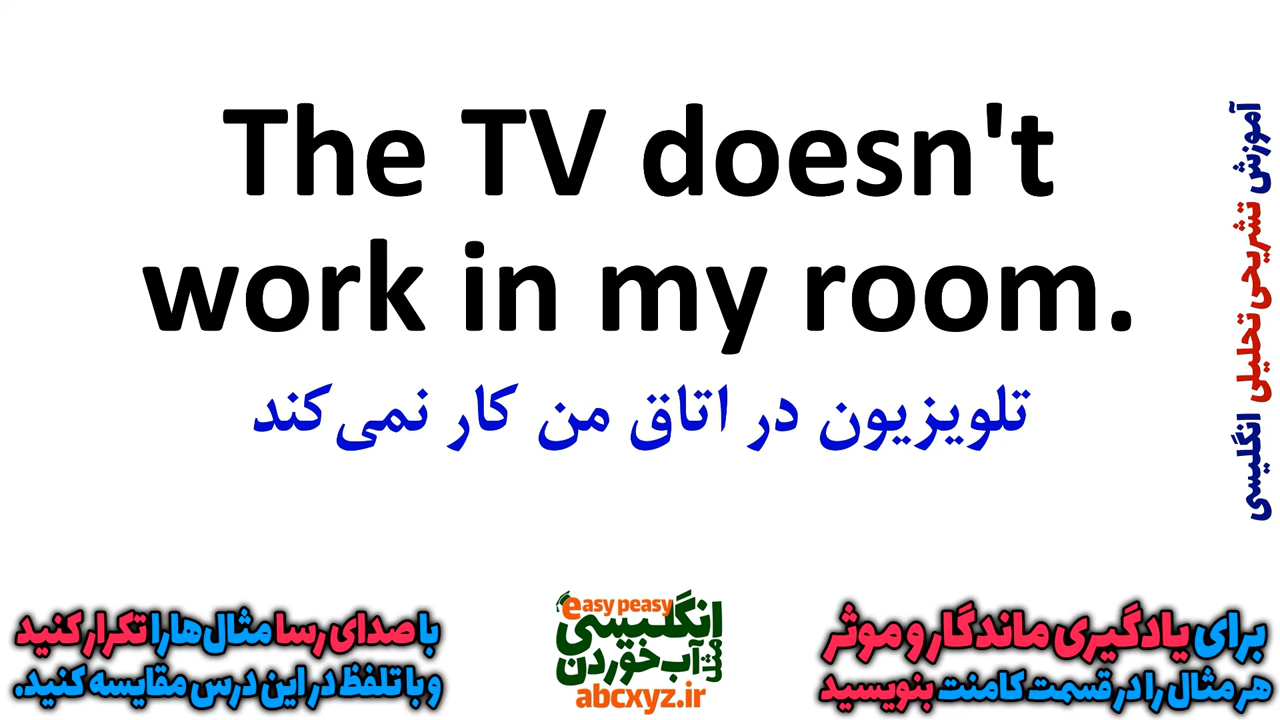 The TV doesn't
work in my room.
تلویزیون در اتاق من کار نمی‌کند
آموزش تشریحی تحلیلی انگلیسی
برای یادگیری ماندگار و موثر
هر مثال را در قسمت کامنت بنویسید
easy peasy
انگلیسی
مثل
آب خوردن
abcxyz.ir
با صدای رسا مثال‌ها را تکرار کنید
و با تلفظ در این درس مقایسه کنید.